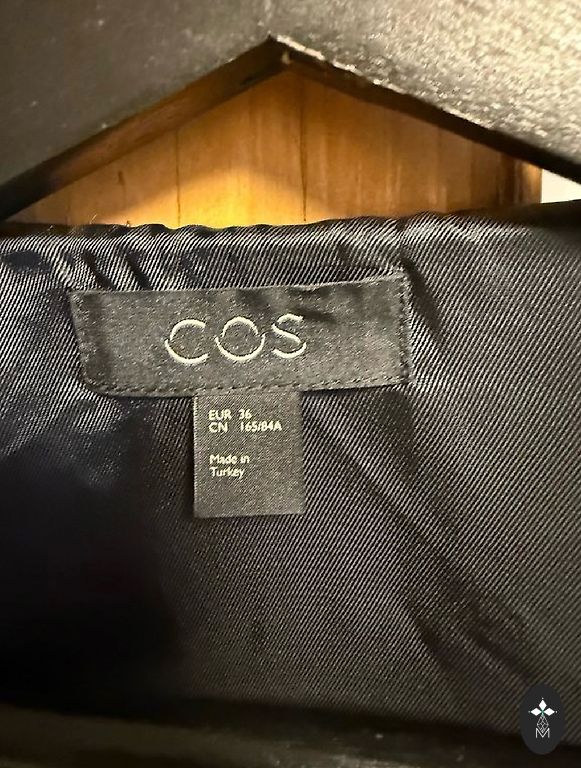 COS
EUR 36
CN 165/84A
Made in
Turkey